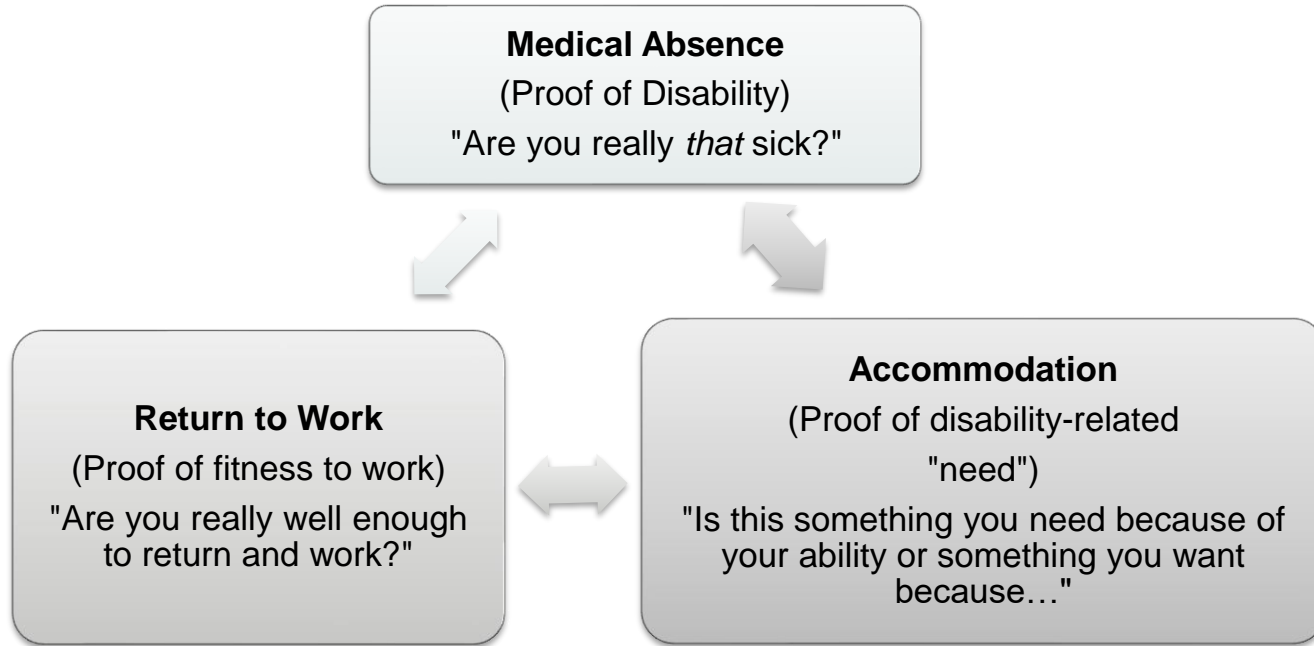 Medical Absence
(Proof of Disability)
"Are you really that sick?"
Return to Work
(Proof of fitness to work)
"Are you really well enough
to return and work?"
Accommodation
(Proof of disability-related
"need")
"Is this something you need because of
your ability or something you want
because…"